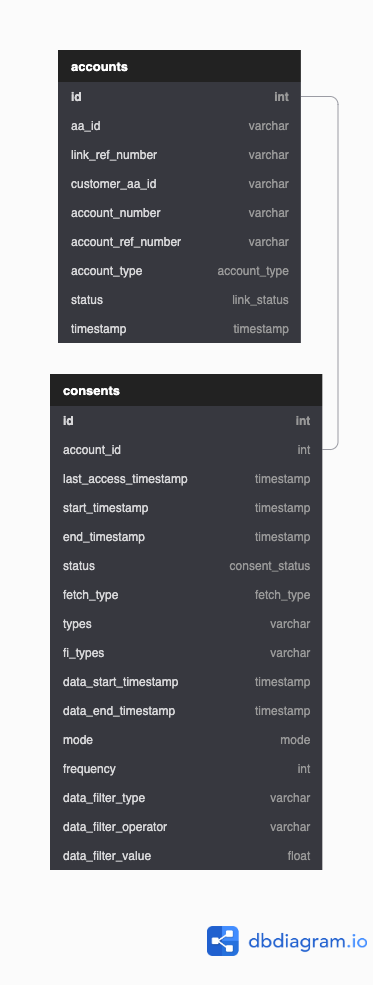 accounts
id int
aa_id varchar
link_ref_number varchar
customer_aa_id varchar
account_number varchar
account_ref_number varchar
account_type account_type
status link_status
timestamp timestamp
consents
id int
account_id int
last_access_timestamp timestamp
start_timestamp timestamp
end_timestamp timestamp
status consent_status
fetch_type fetch_type
types varchar
fi_types varchar
data_start_timestamp timestamp
data_end_timestamp timestamp
mode mode
frequency int
data_filter_type varchar
data_filter_operator varchar
data_filter_value float
dbdiagram.io